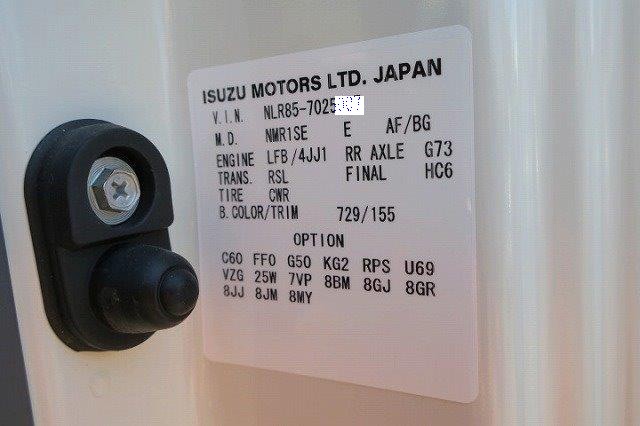 ISUZU MOTORS LTD. JAPAN
V.I.N. NLR85-7025
M.D. NMR1SE E AF/BG
ENGINE LFB/4JJ1 RR AXLE G73
TRANS. RSL FINAL HC6
TIRE CWR
B.COLOR/TRIM 729/155
OPTION
C60 FF0 G50 KG2 RPS U69
VZG 25W 7VP 8BM 8GJ 8GR
8JJ 8JM 8MY